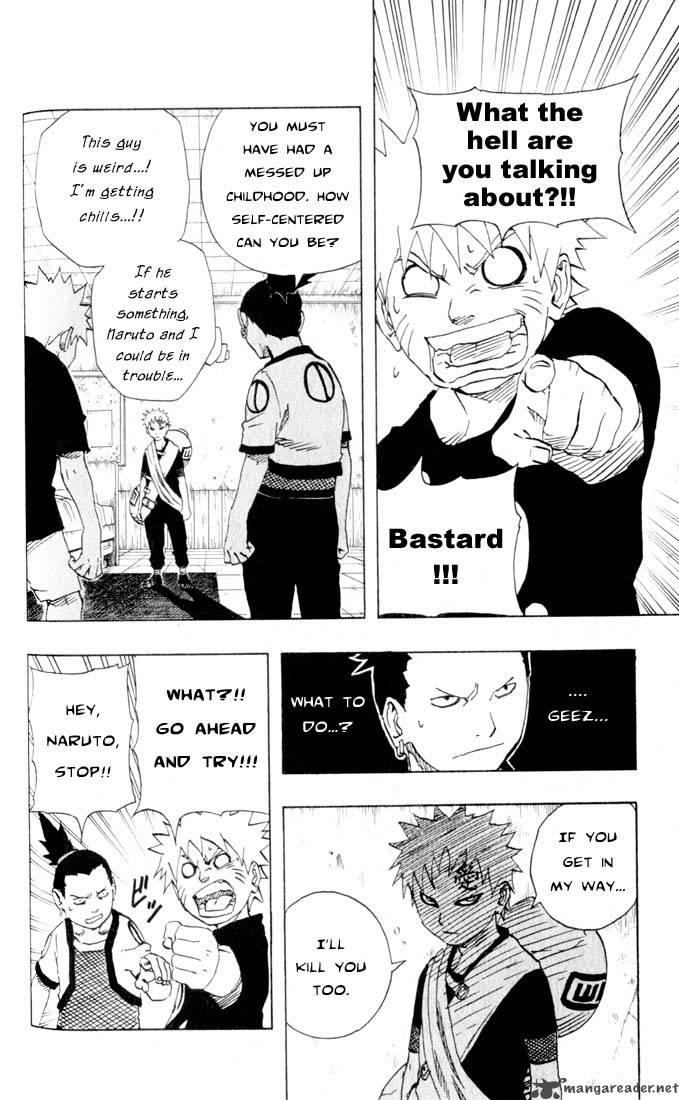 What the
hell are
you talking
about?!!
Bastard
!!!
YOU MUST
HAVE HAD A
MESSED UP
CHILDHOOD. HOW
SELF-CENTERED
CAN YOU BE?
This guy
is weird...!
I'm getting
chills...!!
If he
starts
something,
Naruto and I
could be in
trouble...
....
GEEZ...
WHAT TO
DO...?
WHAT?!!
GO AHEAD
AND TRY!!!
HEY,
NARUTO,
STOP!!
ビッ
IF YOU
GET IN
MY WAY...
愛
I'LL
KILL YOU
TOO.
mangareader.net